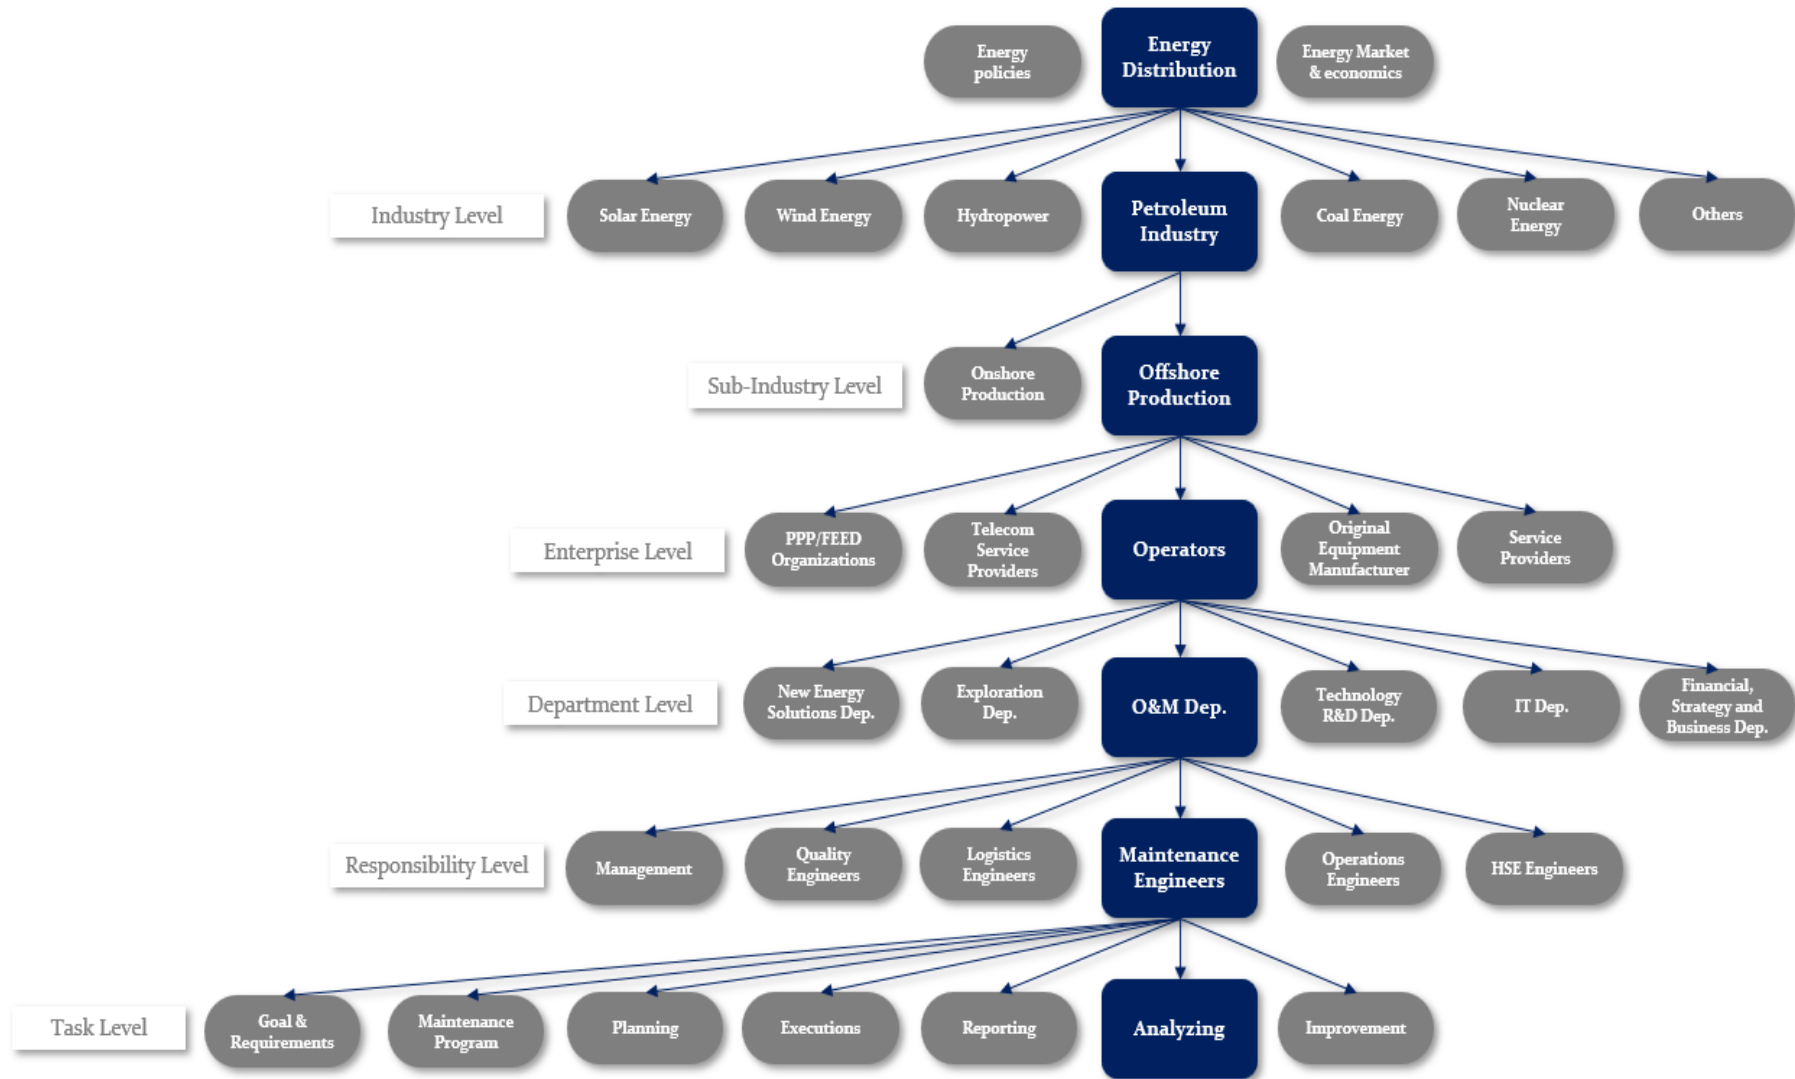 Energy
policies
Energy
Distribution
Energy Market
& economics
Industry Level
Solar Energy
Wind Energy
Hydropower
Petroleum
Industry
Coal Energy
Nuclear
Energy
Others
Sub-Industry Level
Onshore
Production
Offshore
Production
Enterprise Level
PPP/FEED
Organizations
Telecom
Service
Providers
Operators
Original
Equipment
Manufacturer
Service
Providers
Department Level
New Energy
Solutions Dep.
Exploration
Dep.
O&M Dep.
Technology
R&D Dep.
IT Dep.
Financial,
Strategy and
Business Dep.
Responsibility Level
Management
Quality
Engineers
Logistics
Engineers
Maintenance
Engineers
Operations
Engineers
HSE Engineers
Task Level
Goal &
Requirements
Maintenance
Program
Planning
Executions
Reporting
Analyzing
Improvement